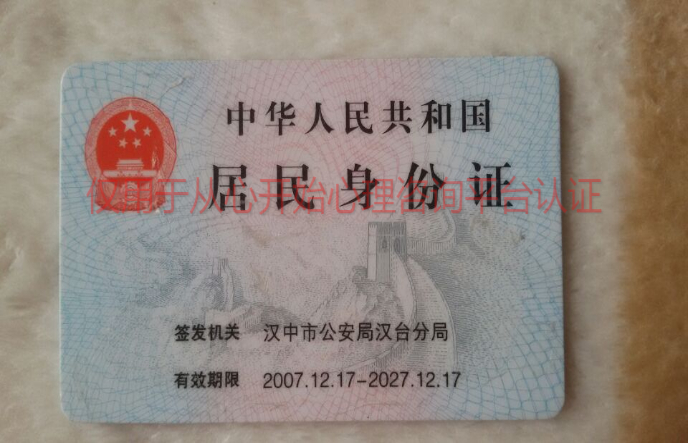 中华人民共和国
居民身份证
仅用于从心开始心理咨询平台认证
签发机关 汉中市公安局汉台分局
有效期限 2007.12.17-2027.12.17